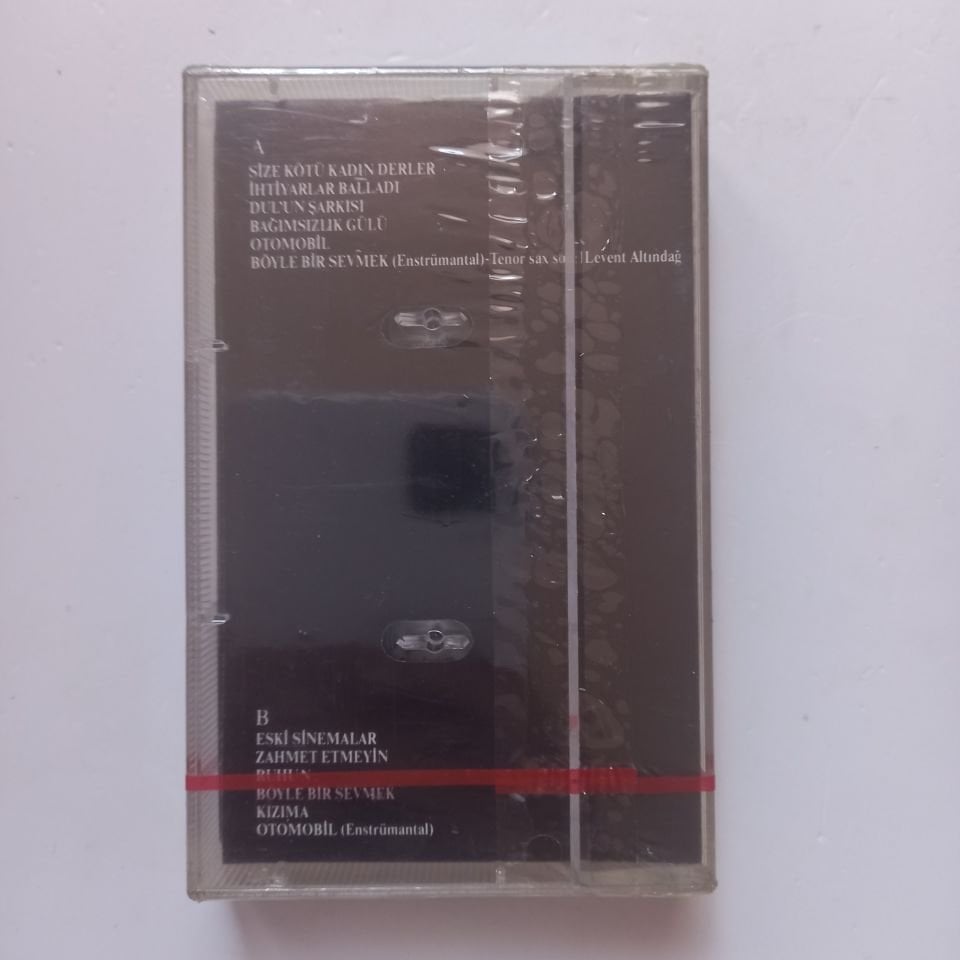 A
SİZE KÖTÜ KADIN DERLER
İHTİYARLAR BALLADI
DUL'UN ŞARKISI
BAĞIMSIZLIK GÜLÜ
OTOMOBİL
BÖYLE BİR SEVMEK (Enstrümantal)-Tenor sax Levent Altındağ
B
ESKİ SİNEMALAR
ZAHMET ETMEYİN
RUHUN
BÖYLE BİR SEVMEK
KIZIMA
OTOMOBİL (Enstrümantal)